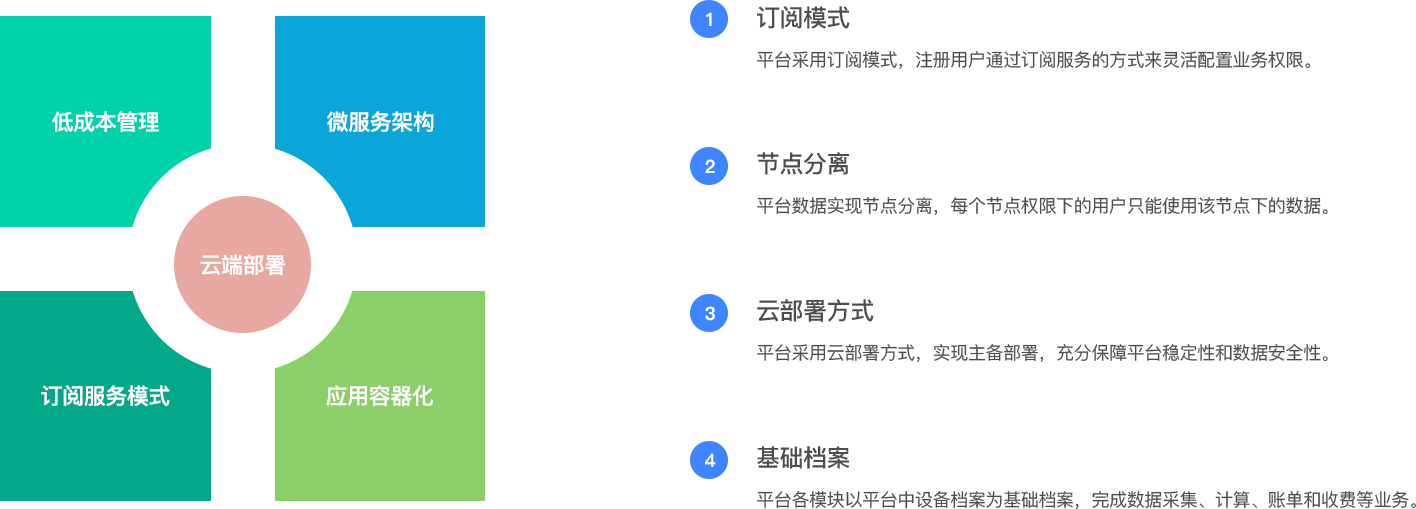 低成本管理
微服务架构
云端部署
订阅服务模式
应用容器化
1
订阅模式
平台采用订阅模式，注册用户通过订阅服务的方式来灵活配置业务权限。
2
节点分离
平台数据实现节点分离，每个节点权限下的用户只能使用该节点下的数据。
3
云部署方式
平台采用云部署方式，实现主备部署，充分保障平台稳定性和数据安全性。
4
基础档案
平台各模块以平台中设备档案为基础档案，完成数据采集、计算、账单和收费等业务。